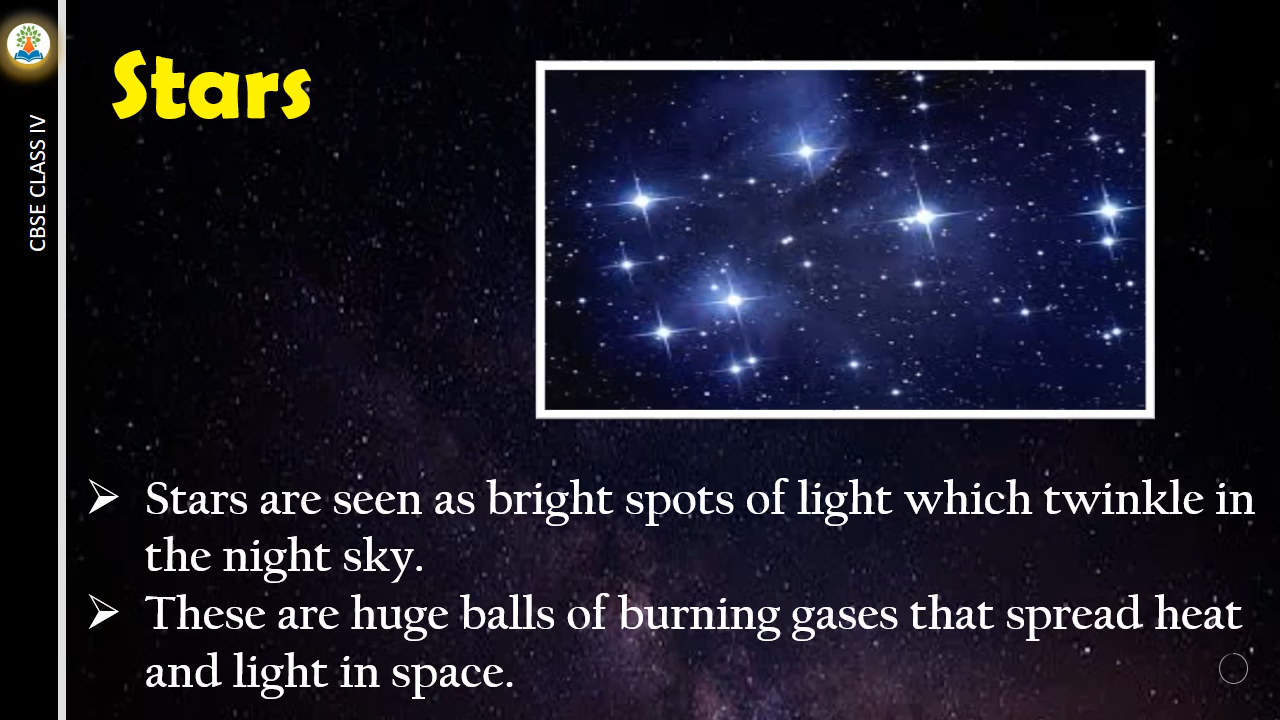 CBSE CLASS IV
Stars
➢ Stars are seen as bright spots of light which twinkle in
the night sky.
➢ These are huge balls of burning gases that spread heat
and light in space.